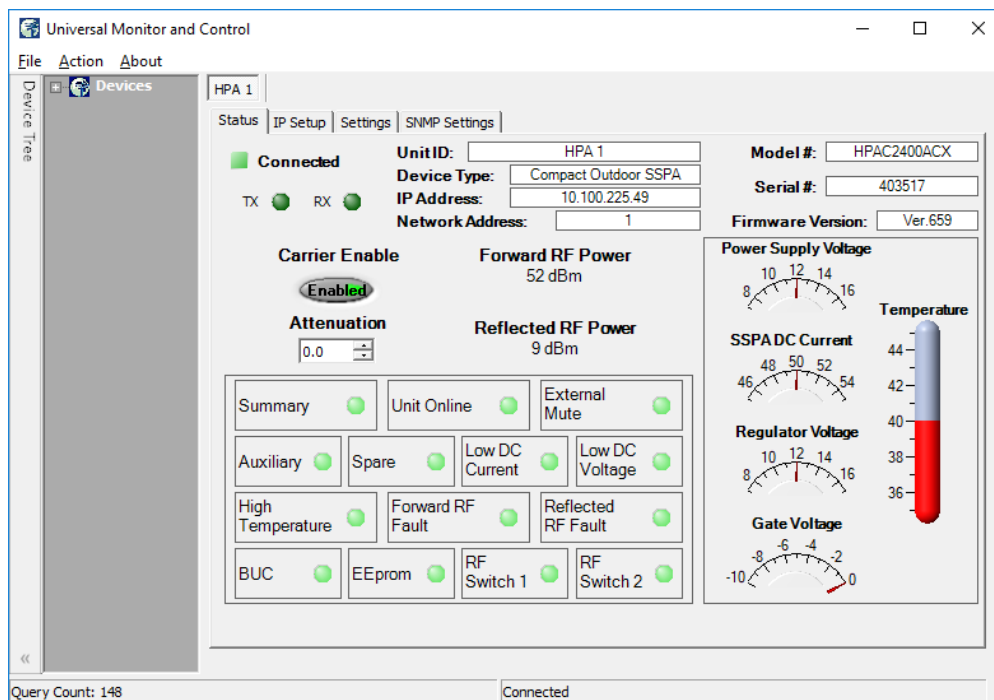 Universal Monitor and Control
File Action About
Device Tree
Devices
HPA 1
Status IP Setup Settings SNMP Settings
Connected
TX RX
Unit ID: HPA 1
Device Type: Compact Outdoor SSPA
IP Address: 10.100.225.49
Network Address: 1
Model #: HPAC2400ACX
Serial #: 403517
Firmware Version: Ver.659
Carrier Enable
Enabled
Attenuation
0.0
Forward RF Power
52 dBm
Reflected RF Power
9 dBm
Summary
Unit Online
External
Mute
Auxiliary
Spare
Low DC
Current
Low DC
Voltage
High
Temperature
Forward RF
Fault
Reflected
RF Fault
BUC
EEprom
RF
Switch 1
RF
Switch 2
Power Supply Voltage
8 10 12 14 16
SSPA DC Current
46 48 50 52 54
Regulator Voltage
8 10 12 14 16
Gate Voltage
-10 -8 -6 -4 -2 0
Temperature
44
42
40
38
36
«
Query Count: 148
Connected